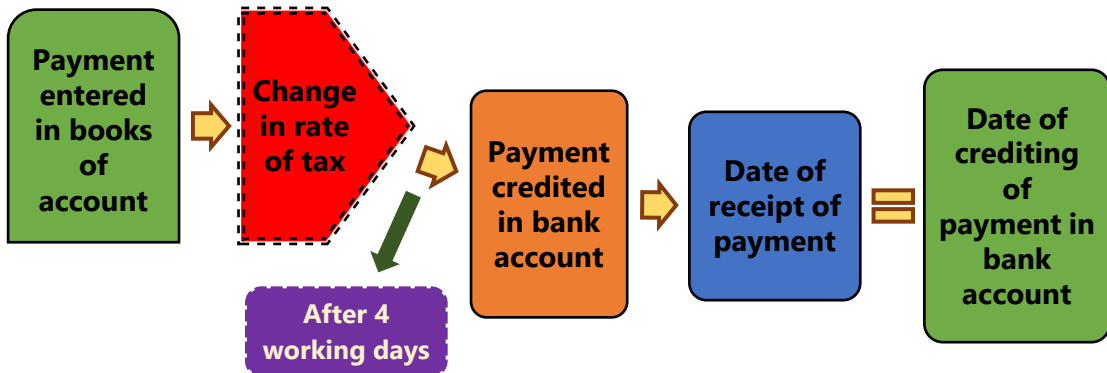 Payment
entered
in books
of
account
Change
in rate
of tax
After 4
working days
Payment
credited
in bank
account
Date of
receipt of
payment
Date of
crediting
of
payment in
bank
account